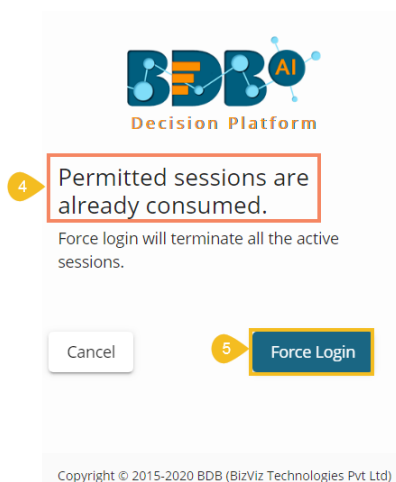 BDB AI
Decision Platform
4
Permitted sessions are
already consumed.
Force login will terminate all the active
sessions.
Cancel
5
Force Login
Copyright © 2015-2020 BDB (BizViz Technologies Pvt Ltd)